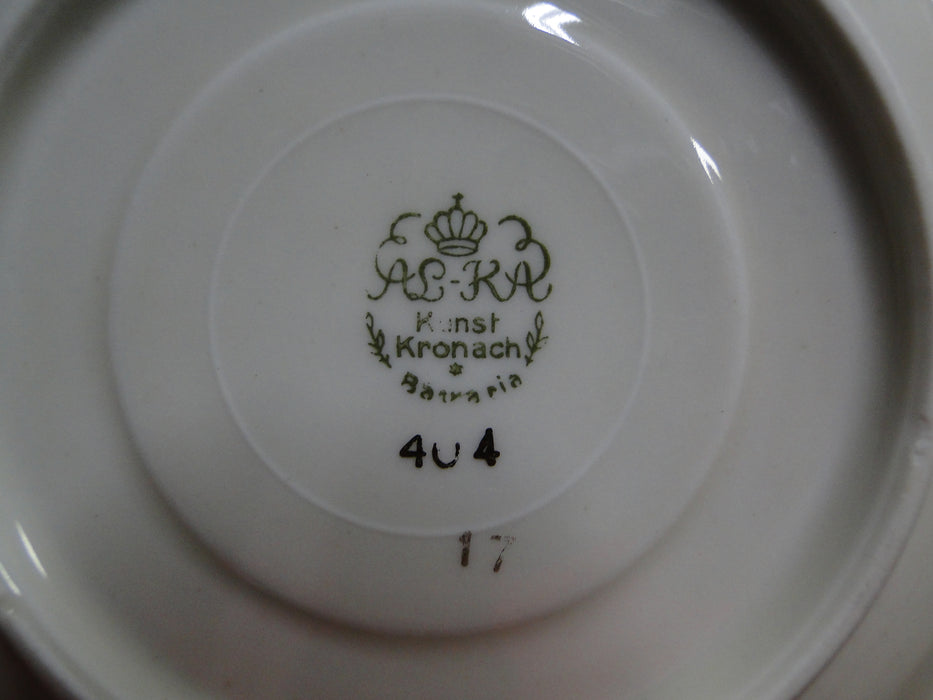 AL-KA
Kunst
Kronach
Bavaria
404
17